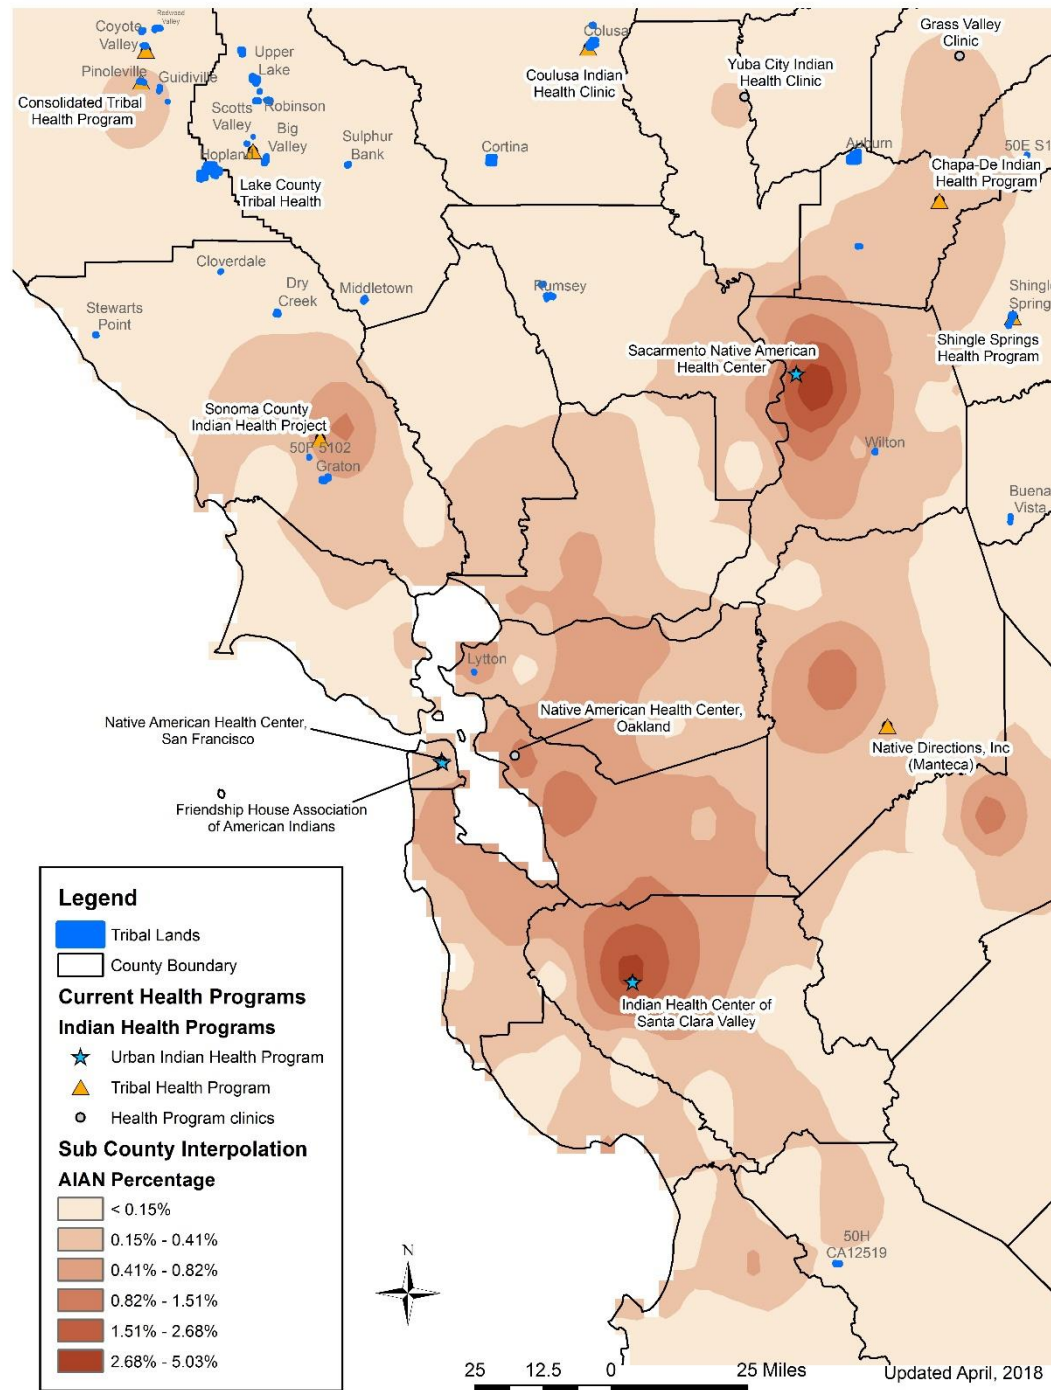 Redwood
Valley
Coyote
Valley
Pinoleville
Guidiville
Consolidated Tribal
Health Program
Upper
Lake
Scotts
Valley
Robinson
Big
Valley
Hopland
Lake County
Tribal Health
Sulphur
Bank
Colusa
Coulusa Indian
Health Clinic
Cortina
Yuba City Indian
Health Clinic
Grass Valley
Clinic
Auburn
50E S1
Chapa-De Indian
Health Program
Cloverdale
Stewarts
Point
Dry
Creek
Middletown
Rumsey
Shingle
Spring
Shingle Springs
Health Program
Sacarmento Native American
Health Center
Sonoma County
Indian Health Project
50F 5102
Graton
Wilton
Buena
Vista
Lytton
Native American Health Center,
San Francisco
Native American Health Center,
Oakland
Native Directions, Inc
(Manteca)
Friendship House Association
of American Indians
Indian Health Center of
Santa Clara Valley
50H
CA12519
Legend
Tribal Lands
County Boundary
Current Health Programs
Indian Health Programs
Urban Indian Health Program
Tribal Health Program
Health Program clinics
Sub County Interpolation
AIAN Percentage
< 0.15%
0.15% - 0.41%
0.41% - 0.82%
0.82% - 1.51%
1.51% - 2.68%
2.68% - 5.03%
N
25 12.5 0 25 Miles
Updated April, 2018